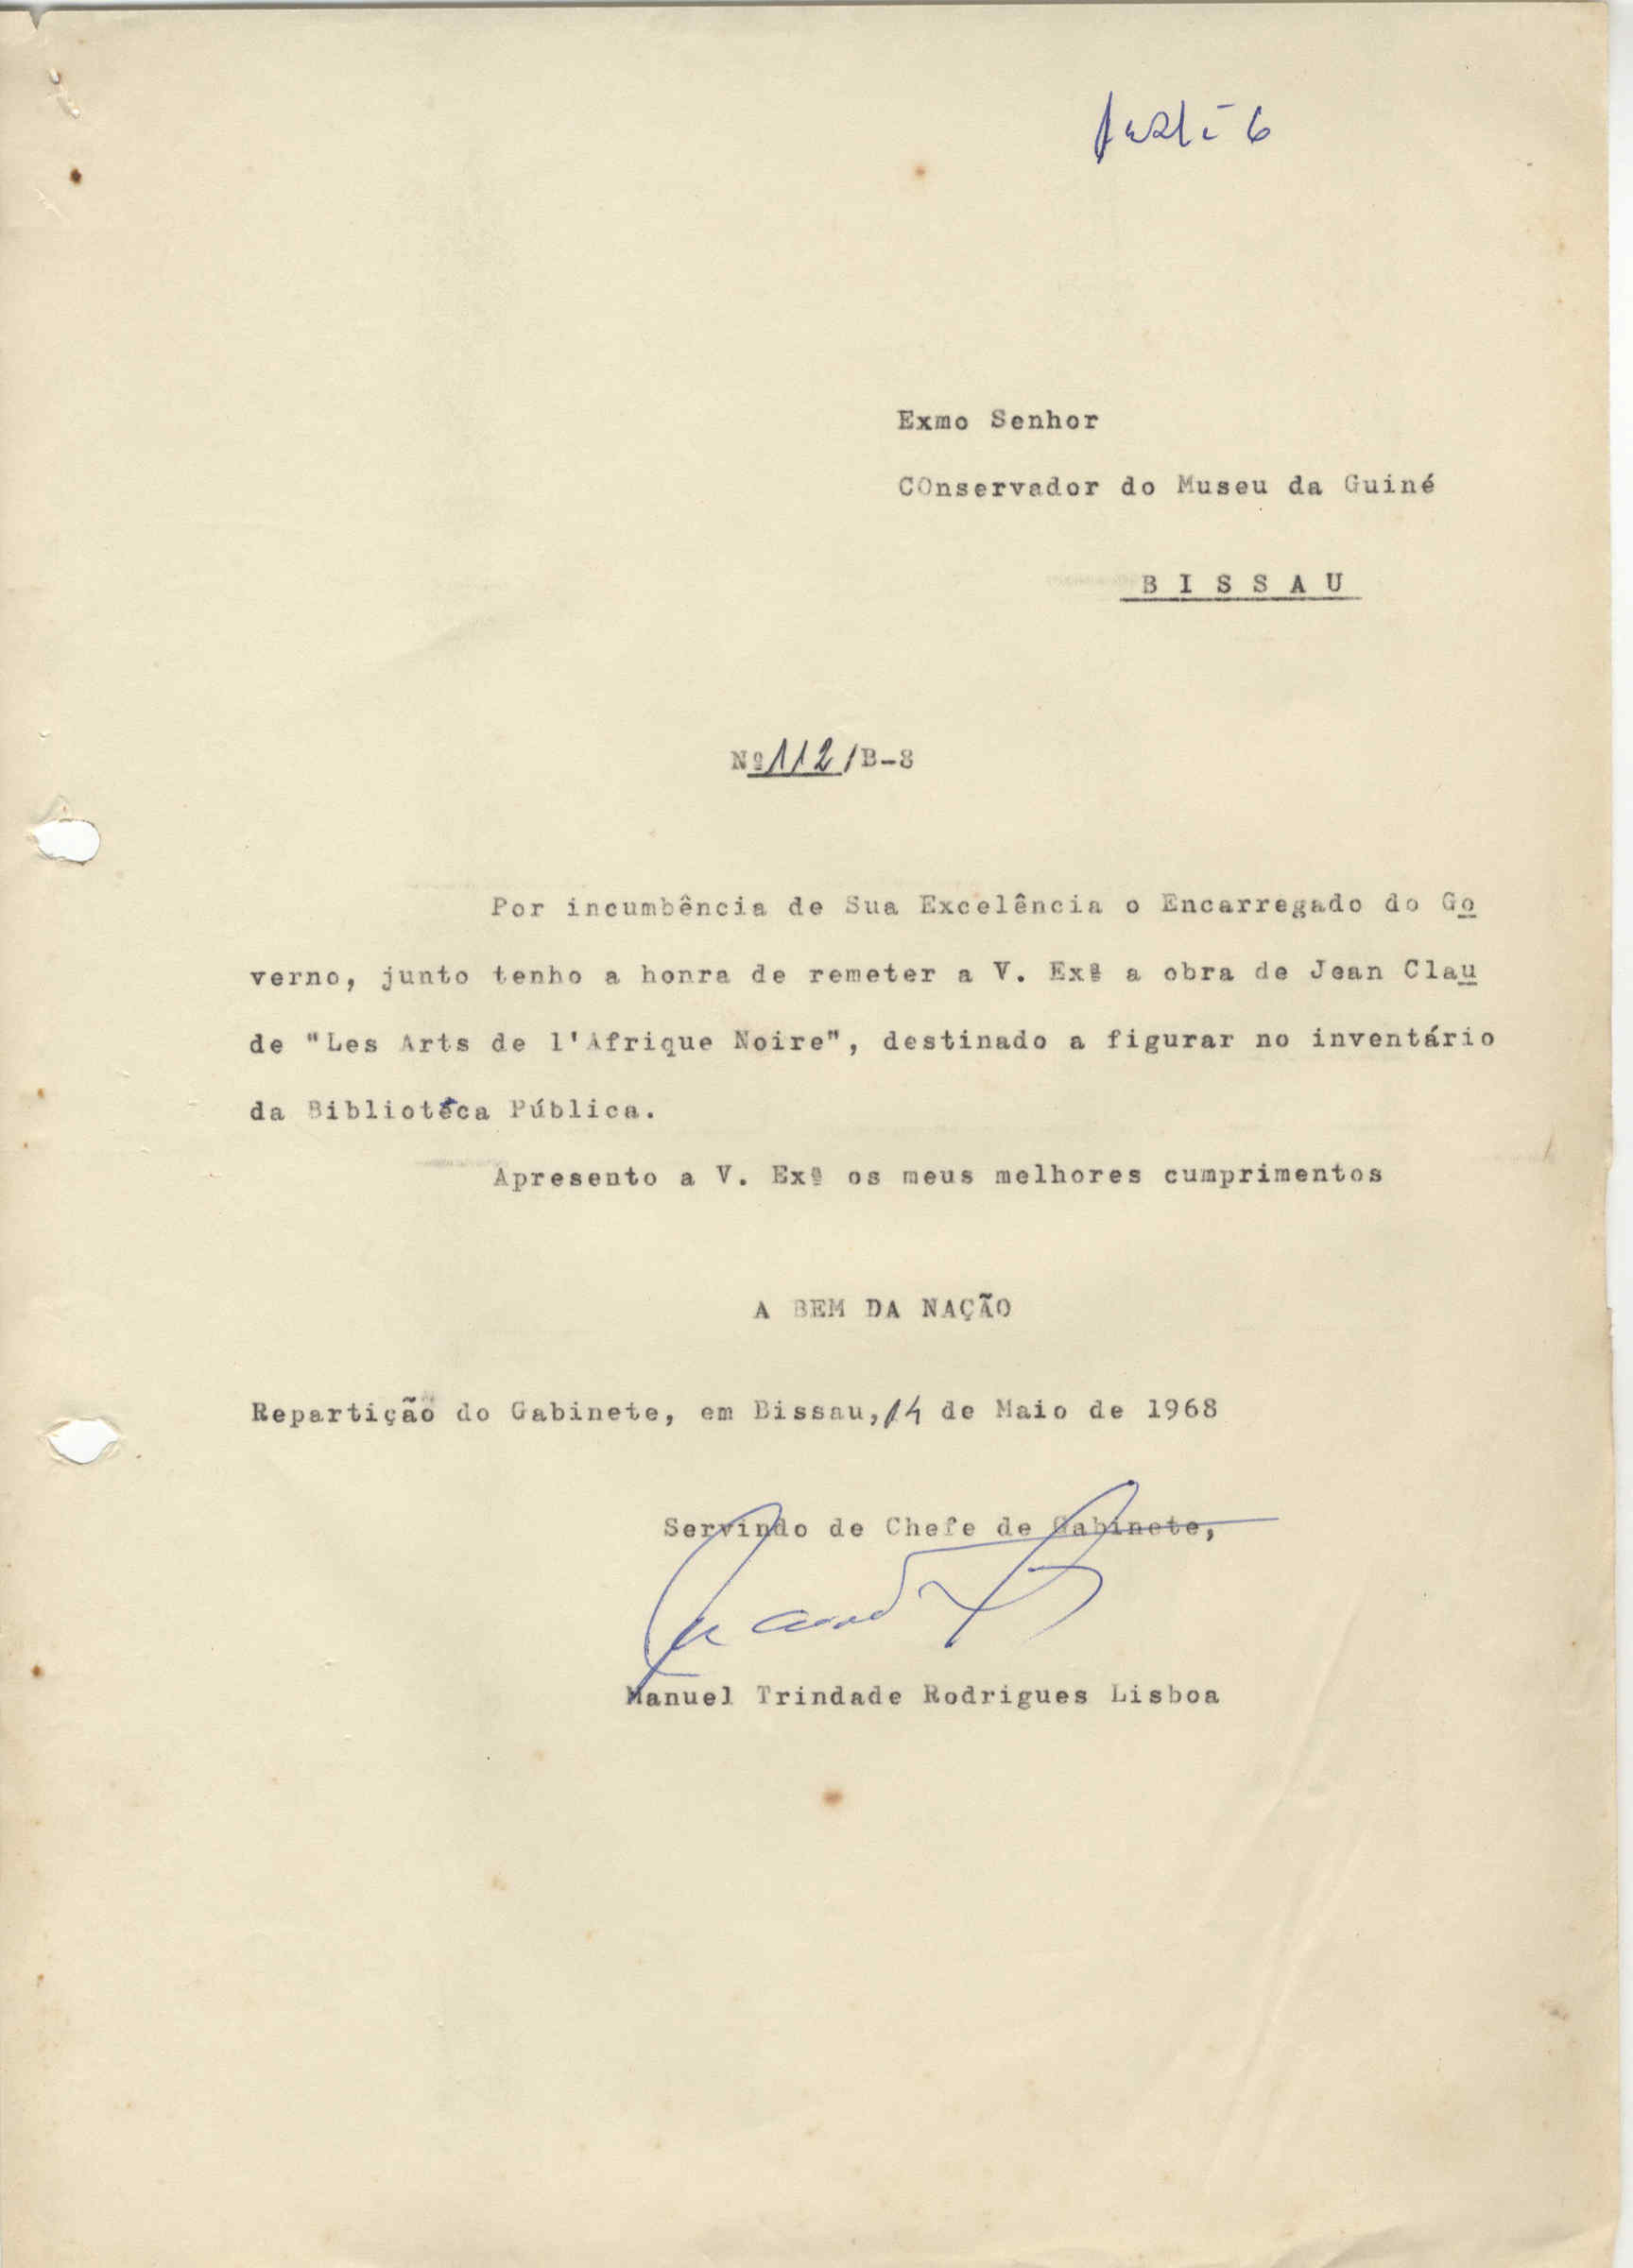 Exmo Senhor
COnservador do Museu da Guiné
B I S S A U
Nº 112/B-8
Por incumbência de Sua Excelência o Encarregado do Go
verno, junto tenho a honra de remeter a V. Exª a obra de Jean Clau
de "Les Arts de l'Afrique Noire", destinado a figurar no inventário
da Bibliotéca Pública.
Apresento a V. Exª os meus melhores cumprimentos
A BEM DA NAÇÃO
Repartição do Gabinete, em Bissau, 14 de Maio de 1968
Servindo de Chefe de Gabinete,
Manuel Trindade Rodrigues Lisboa